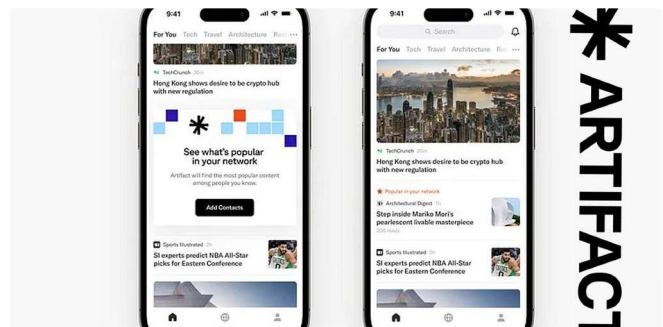 9:41
For You Tech Travel Architecture
TechCrunch 20m
Hong Kong shows desire to be crypto hub
with new regulation
See what's popular
in your network
Artifact will find the most popular content
among people you know.
Add Contacts
Sports Illustrated 2h
SI experts predict NBA All-Star
picks for Eastern Conference
9:41
Search
For You Tech Travel Architecture
TechCrunch 20m
Hong Kong shows desire to be crypto hub
with new regulation
Popular in your network
Architectural Digest 1h
Step inside Mariko Mori's
pearlescent livable masterpiece
Sports Illustrated 2h
SI experts predict NBA All-Star
picks for Eastern Conference
ARTIFACT